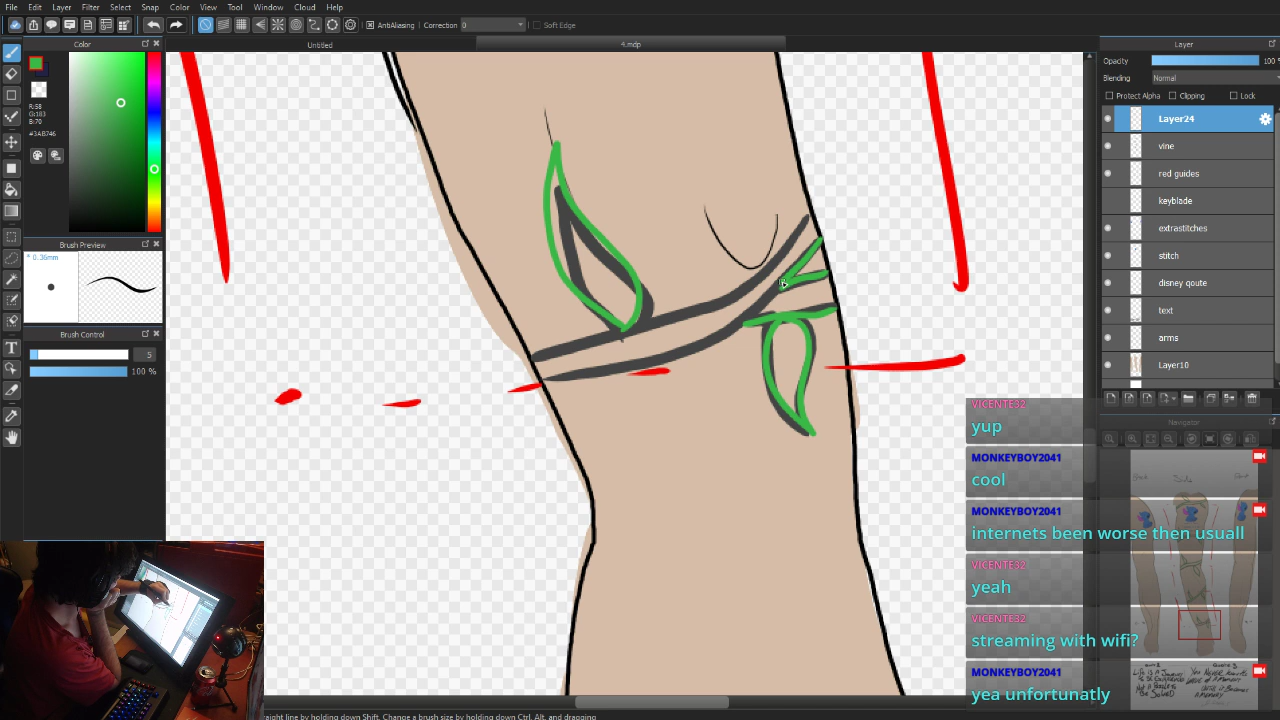 File Edit Layer Filter Select Snap Color View Tool Window Cloud Help
AntiAliasing Correction 0 Soft Edge
Color
Untitled
4.mdp
Layer
R:58
G:183
B:70
#3AB746
Opacity 100 %
Blending Normal
Protect Alpha Clipping Lock
Layer24
vine
red guides
keyblade
extrastitches
stitch
disney qoute
text
arms
Layer10
Brush Preview
* 0.36mm
Brush Control
5
100 %
Navigator
VICENTE32
yup
MONKEYBOY2041
cool
MONKEYBOY2041
internets been worse then usuall
VICENTE32
yeah
VICENTE32
streaming with wifi?
MONKEYBOY2041
yea unfortunatly
raight line by holding down Shift. Change a brush size by holding down Ctrl, Alt, and dragging